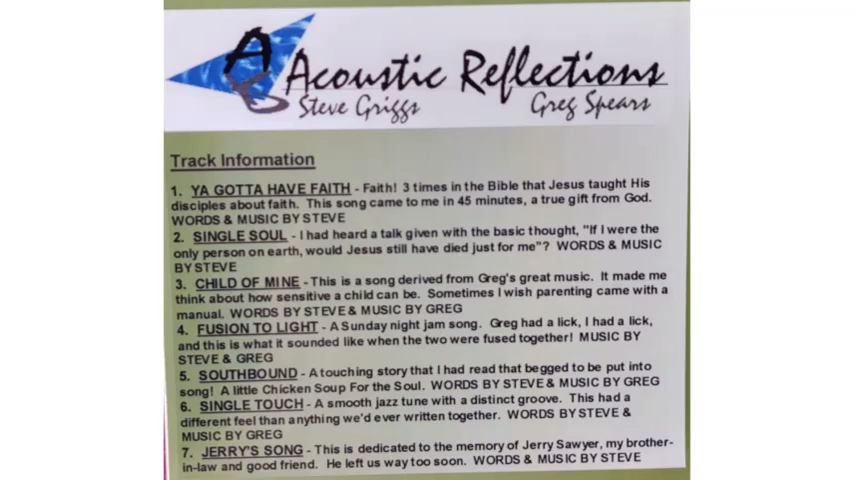 Acoustic Reflections
Steve Griggs Greg Spears
Track Information
1. YA GOTTA HAVE FAITH - Faith! 3 times in the Bible that Jesus taught His
disciples about faith. This song came to me in 45 minutes, a true gift from God.
WORDS & MUSIC BY STEVE
2. SINGLE SOUL - I had heard a talk given with the basic thought, "If I were the
only person on earth, would Jesus still have died just for me"? WORDS & MUSIC
BY STEVE
3. CHILD OF MINE - This is a song derived from Greg's great music. It made me
think about how sensitive a child can be. Sometimes I wish parenting came with a
manual. WORDS BY STEVE & MUSIC BY GREG
4. FUSION TO LIGHT - A Sunday night jam song. Greg had a lick, I had a lick,
and this is what it sounded like when the two were fused together! MUSIC BY
STEVE & GREG
5. SOUTHBOUND - A touching story that I had read that begged to be put into
song! A little Chicken Soup For the Soul. WORDS BY STEVE & MUSIC BY GREG
6. SINGLE TOUCH - A smooth jazz tune with a distinct groove. This had a
different feel than anything we'd ever written together. WORDS BY STEVE &
MUSIC BY GREG
7. JERRY'S SONG - This is dedicated to the memory of Jerry Sawyer, my brother-
in-law and good friend. He left us way too soon. WORDS & MUSIC BY STEVE